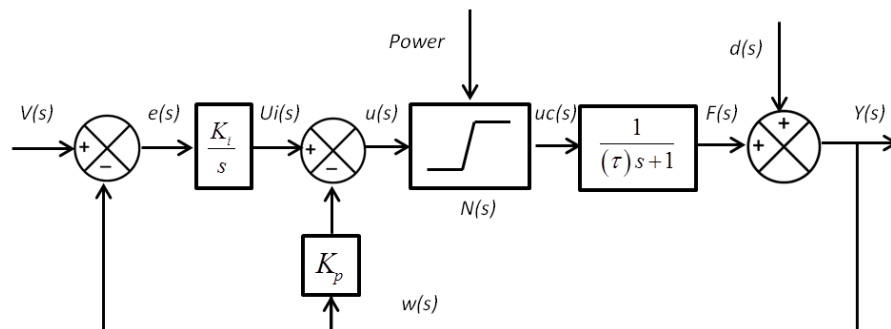 Power
d(s)
V(s)
e(s)
Ui(s)
u(s)
uc(s)
F(s)
Y(s)
+
−
K_i
s
+
−
1
(τ) s + 1
+
+
N(s)
K_p
w(s)